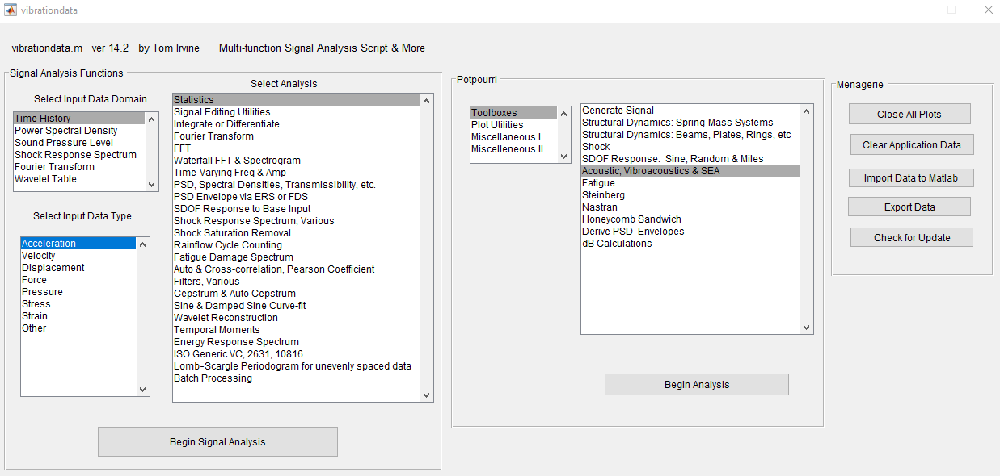 vibrationdata
vibrationdata.m ver 14.2 by Tom Irvine Multi-function Signal Analysis Script & More
Signal Analysis Functions
Select Input Data Domain
Time History
Power Spectral Density
Sound Pressure Level
Shock Response Spectrum
Fourier Transform
Wavelet Table
Select Input Data Type
Acceleration
Velocity
Displacement
Force
Pressure
Stress
Strain
Other
Select Analysis
Statistics
Signal Editing Utilities
Integrate or Differentiate
Fourier Transform
FFT
Waterfall FFT & Spectrogram
Time-Varying Freq & Amp
PSD, Spectral Densities, Transmissibility, etc.
PSD Envelope via ERS or FDS
SDOF Response to Base Input
Shock Response Spectrum, Various
Shock Saturation Removal
Rainflow Cycle Counting
Fatigue Damage Spectrum
Auto & Cross-correlation, Pearson Coefficient
Filters, Various
Cepstrum & Auto Cepstrum
Sine & Damped Sine Curve-fit
Wavelet Reconstruction
Temporal Moments
Energy Response Spectrum
ISO Generic VC, 2631, 10816
Lomb-Scargle Periodogram for unevenly spaced data
Batch Processing
Begin Signal Analysis
Potpourri
Toolboxes
Plot Utilities
Miscellaneous I
Miscelleneous II
Generate Signal
Structural Dynamics: Spring-Mass Systems
Structural Dynamics: Beams, Plates, Rings, etc
Shock
SDOF Response: Sine, Random & Miles
Acoustic, Vibroacoustics & SEA
Fatigue
Steinberg
Nastran
Honeycomb Sandwich
Derive PSD Envelopes
dB Calculations
Begin Analysis
Menagerie
Close All Plots
Clear Application Data
Import Data to Matlab
Export Data
Check for Update